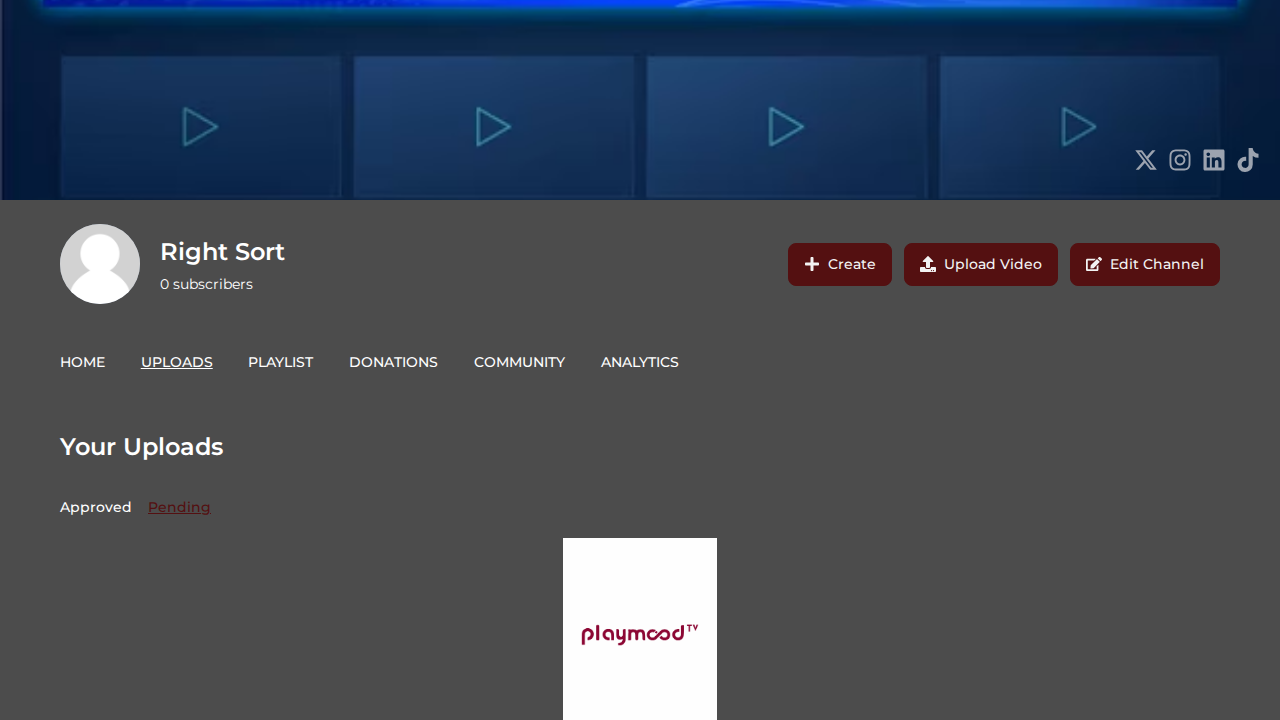 Right Sort
0 subscribers
Create
Upload Video
Edit Channel
HOME
UPLOADS
PLAYLIST
DONATIONS
COMMUNITY
ANALYTICS
Your Uploads
Approved
Pending
playmood TV